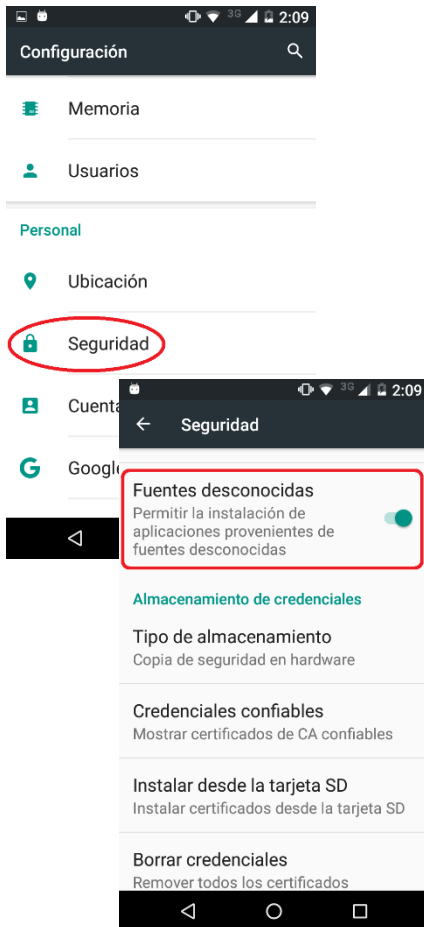 3G 2:09
Configuración
Memoria
Usuarios
Personal
Ubicación
Seguridad
Cuenta
Google
3G 2:09
Seguridad
Fuentes desconocidas
Permitir la instalación de
aplicaciones provenientes de
fuentes desconocidas
Almacenamiento de credenciales
Tipo de almacenamiento
Copia de seguridad en hardware
Credenciales confiables
Mostrar certificados de CA confiables
Instalar desde la tarjeta SD
Instalar certificados desde la tarjeta SD
Borrar credenciales
Remover todos los certificados